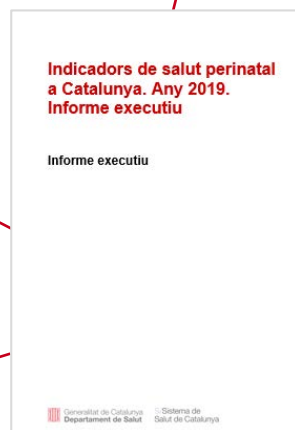 Indicadors de salut perinatal
a Catalunya. Any 2019.
Informe executiu
Informe executiu
Generalitat de Catalunya
Departament de Salut
Sistema de
Salut de Catalunya